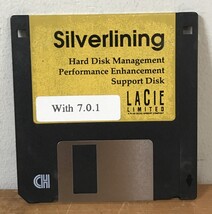 Silverlining
Hard Disk Management
Performance Enhancement
Support Disk
With 7.0.1
LACIE
LIMITED